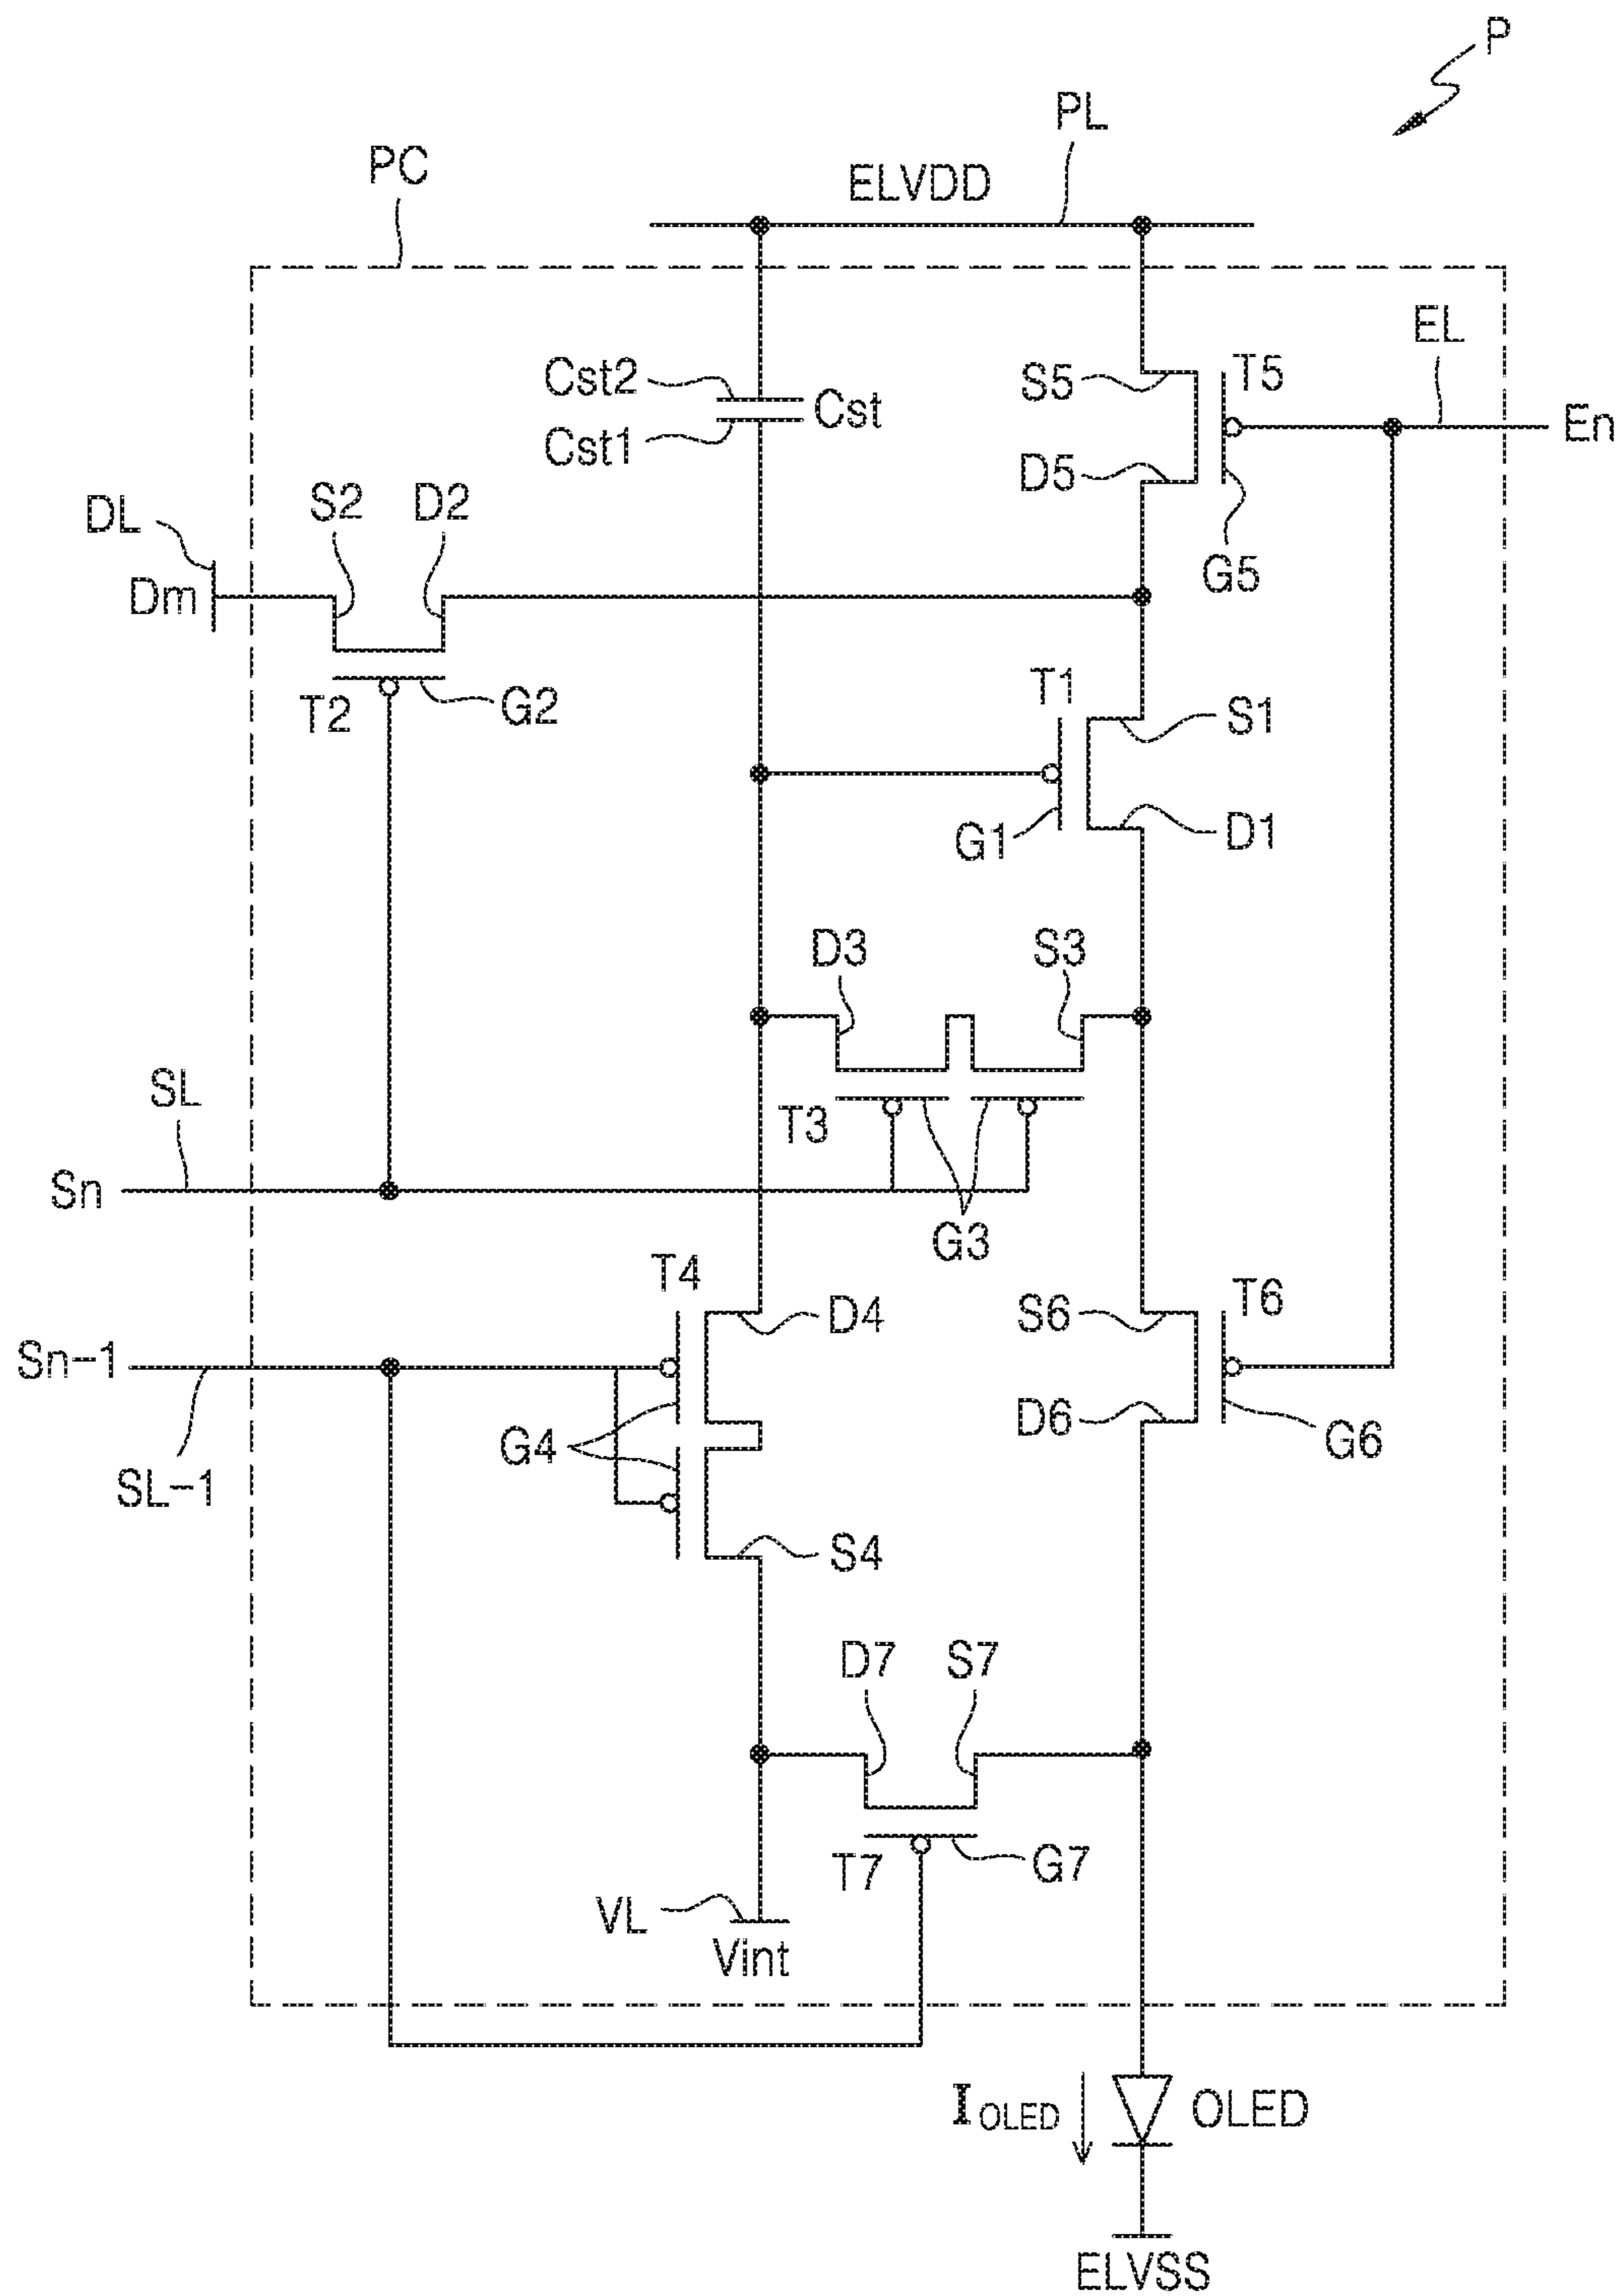 P
PL
PC
ELVDD
EL
Cst2
Cst
S5
T5
En
Cst1
D5
S2
D2
DL
G5
Dm
T1
T2
G2
S1
G1
D1
D3
S3
SL
T3
Sn
G3
T4
D4
S6
T6
Sn-1
D6
G4
G6
SL-1
S4
D7
S7
T7
G7
VL
Vint
IOLED
OLED
ELVSS